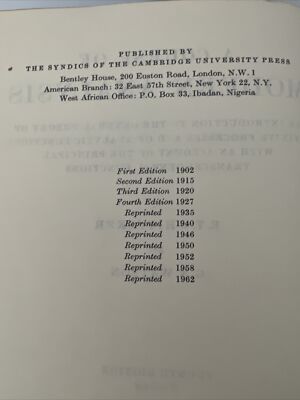 PUBLISHED BY
THE SYNDICS OF THE CAMBRIDGE UNIVERSITY PRESS
Bentley House, 200 Euston Road, London, N.W. 1
American Branch: 32 East 57th Street, New York 22, N.Y.
West African Office: P.O. Box 33, Ibadan, Nigeria
First Edition 1902
Second Edition 1915
Third Edition 1920
Fourth Edition 1927
Reprinted 1935
Reprinted 1940
Reprinted 1946
Reprinted 1950
Reprinted 1952
Reprinted 1958
Reprinted 1962